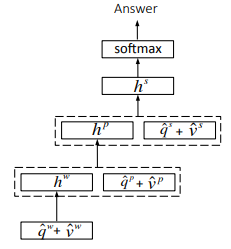 Answer
softmax
h^s
h^p q̂^s + v̂^s
h^w q̂^p + v̂^p
q̂^w + v̂^w